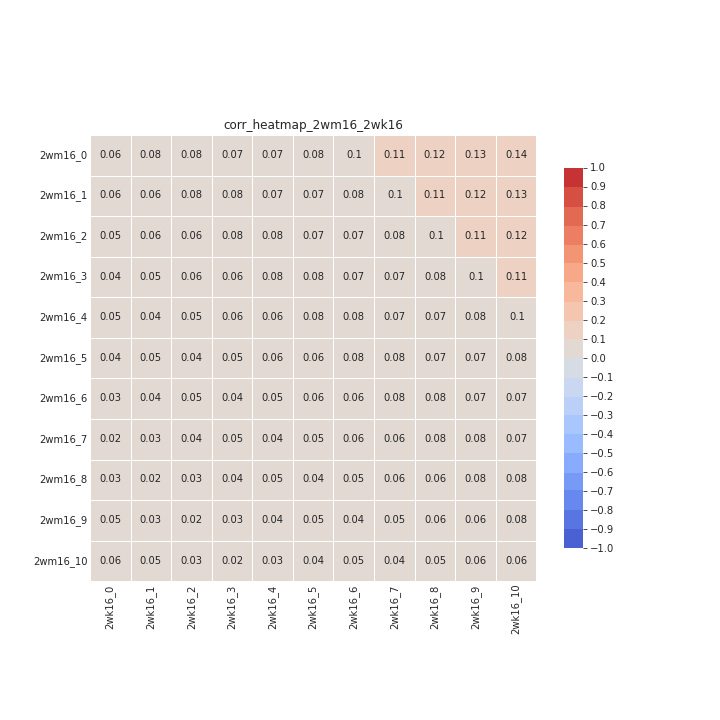 corr_heatmap_2wm16_2wk16
2wm16_0 0.06 0.08 0.08 0.07 0.07 0.08 0.1 0.11 0.12 0.13 0.14
2wm16_1 0.06 0.06 0.08 0.08 0.07 0.07 0.08 0.1 0.11 0.12 0.13
2wm16_2 0.05 0.06 0.06 0.08 0.08 0.07 0.07 0.08 0.1 0.11 0.12
2wm16_3 0.04 0.05 0.06 0.06 0.08 0.08 0.07 0.07 0.08 0.1 0.11
2wm16_4 0.05 0.04 0.05 0.06 0.06 0.08 0.08 0.07 0.07 0.08 0.1
2wm16_5 0.04 0.05 0.04 0.05 0.06 0.06 0.08 0.08 0.07 0.07 0.08
2wm16_6 0.03 0.04 0.05 0.04 0.05 0.06 0.06 0.08 0.08 0.07 0.07
2wm16_7 0.02 0.03 0.04 0.05 0.04 0.05 0.06 0.06 0.08 0.08 0.07
2wm16_8 0.03 0.02 0.03 0.04 0.05 0.04 0.05 0.06 0.06 0.08 0.08
2wm16_9 0.05 0.03 0.02 0.03 0.04 0.05 0.04 0.05 0.06 0.06 0.08
2wm16_10 0.06 0.05 0.03 0.02 0.03 0.04 0.05 0.04 0.05 0.06 0.06
2wk16_0 2wk16_1 2wk16_2 2wk16_3 2wk16_4 2wk16_5 2wk16_6 2wk16_7 2wk16_8 2wk16_9 2wk16_10
1.0
0.9
0.8
0.7
0.6
0.5
0.4
0.3
0.2
0.1
0.0
−0.1
−0.2
−0.3
−0.4
−0.5
−0.6
−0.7
−0.8
−0.9
−1.0